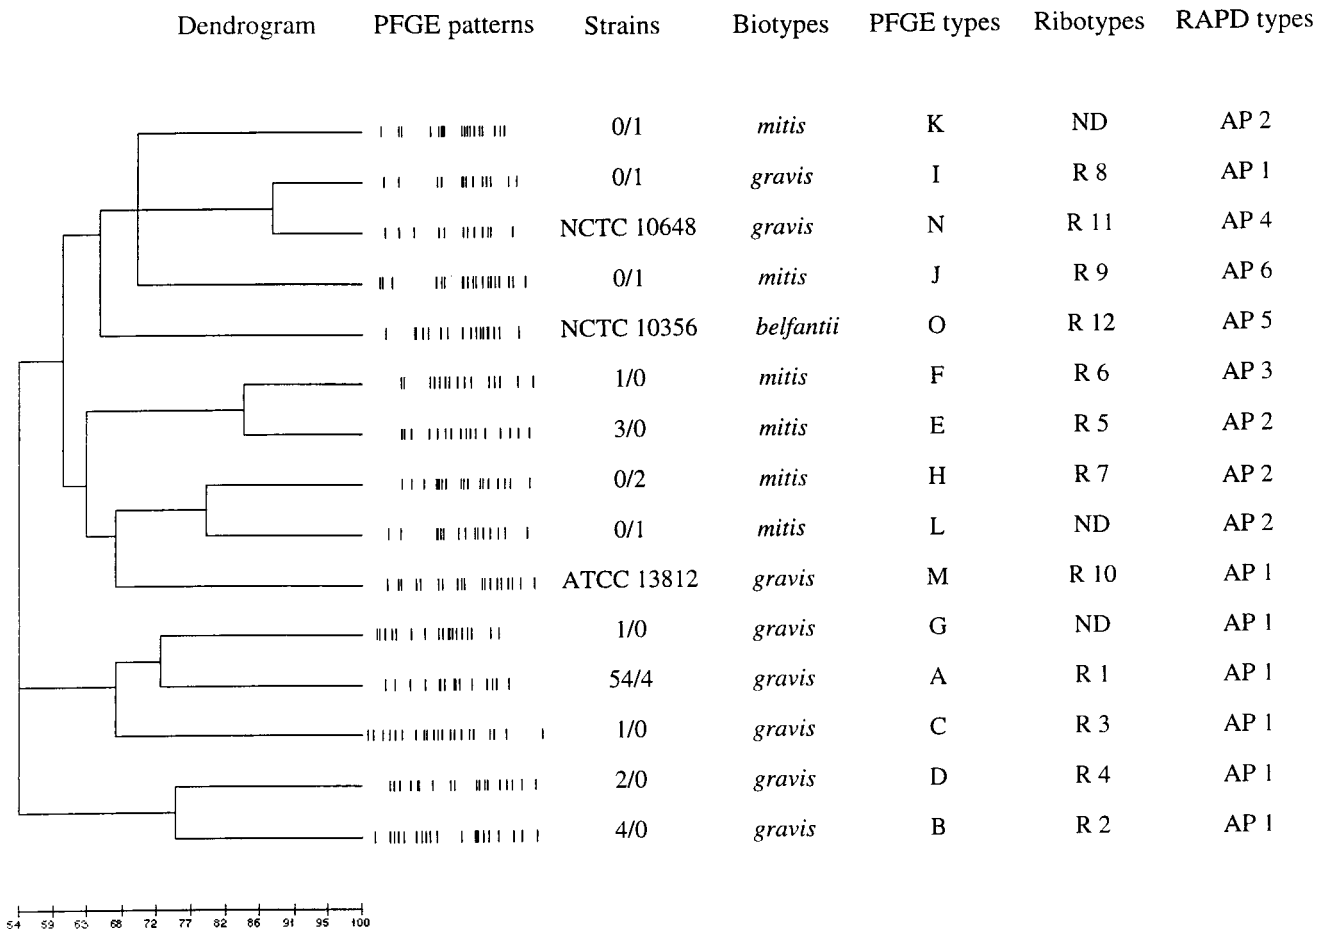 Dendrogram PFGE patterns Strains Biotypes PFGE types Ribotypes RAPD types
0/1 mitis K ND AP 2
0/1 gravis I R 8 AP 1
NCTC 10648 gravis N R 11 AP 4
0/1 mitis J R 9 AP 6
NCTC 10356 belfantii O R 12 AP 5
1/0 mitis F R 6 AP 3
3/0 mitis E R 5 AP 2
0/2 mitis H R 7 AP 2
0/1 mitis L ND AP 2
ATCC 13812 gravis M R 10 AP 1
1/0 gravis G ND AP 1
54/4 gravis A R 1 AP 1
1/0 gravis C R 3 AP 1
2/0 gravis D R 4 AP 1
4/0 gravis B R 2 AP 1
54 59 63 68 72 77 82 86 91 95 100